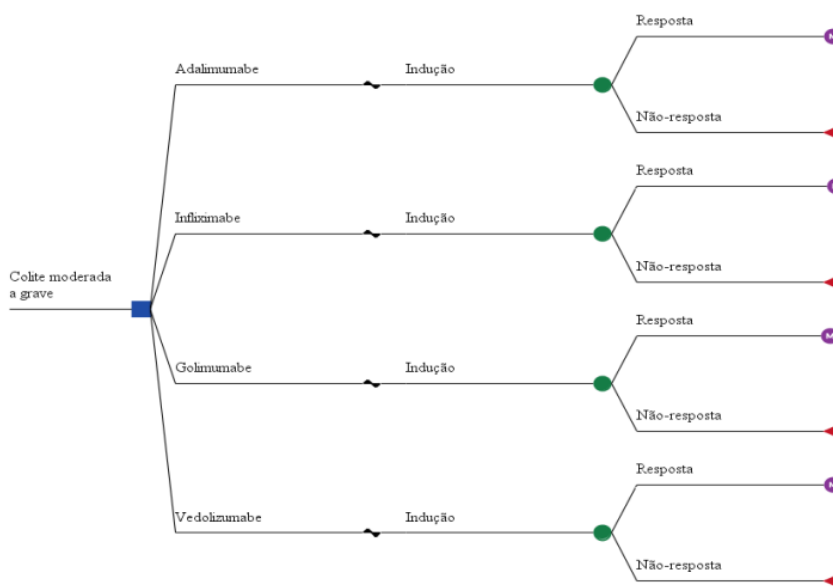 Resposta
Adalimumabe
Indução
Não-resposta
Resposta
Infliximabe
Indução
Não-resposta
Colite moderada
a grave
Resposta
Golimumabe
Indução
Não-resposta
Resposta
Vedolizumabe
Indução
Não-resposta